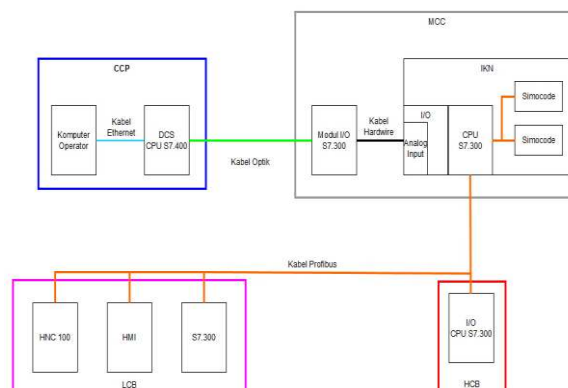 MCC
CCP
IKN
Komputer
Operator
Kabel
Ethernet
DCS
CPU S7.400
Kabel Optik
Modul I/O
S7.300
Kabel
Hardwire
I/O
Analog
Input
CPU
S7.300
Simocode
Simocode
Kabel Profibus
HNC 100
HMI
S7.300
LCB
I/O
CPU S7.300
HCB